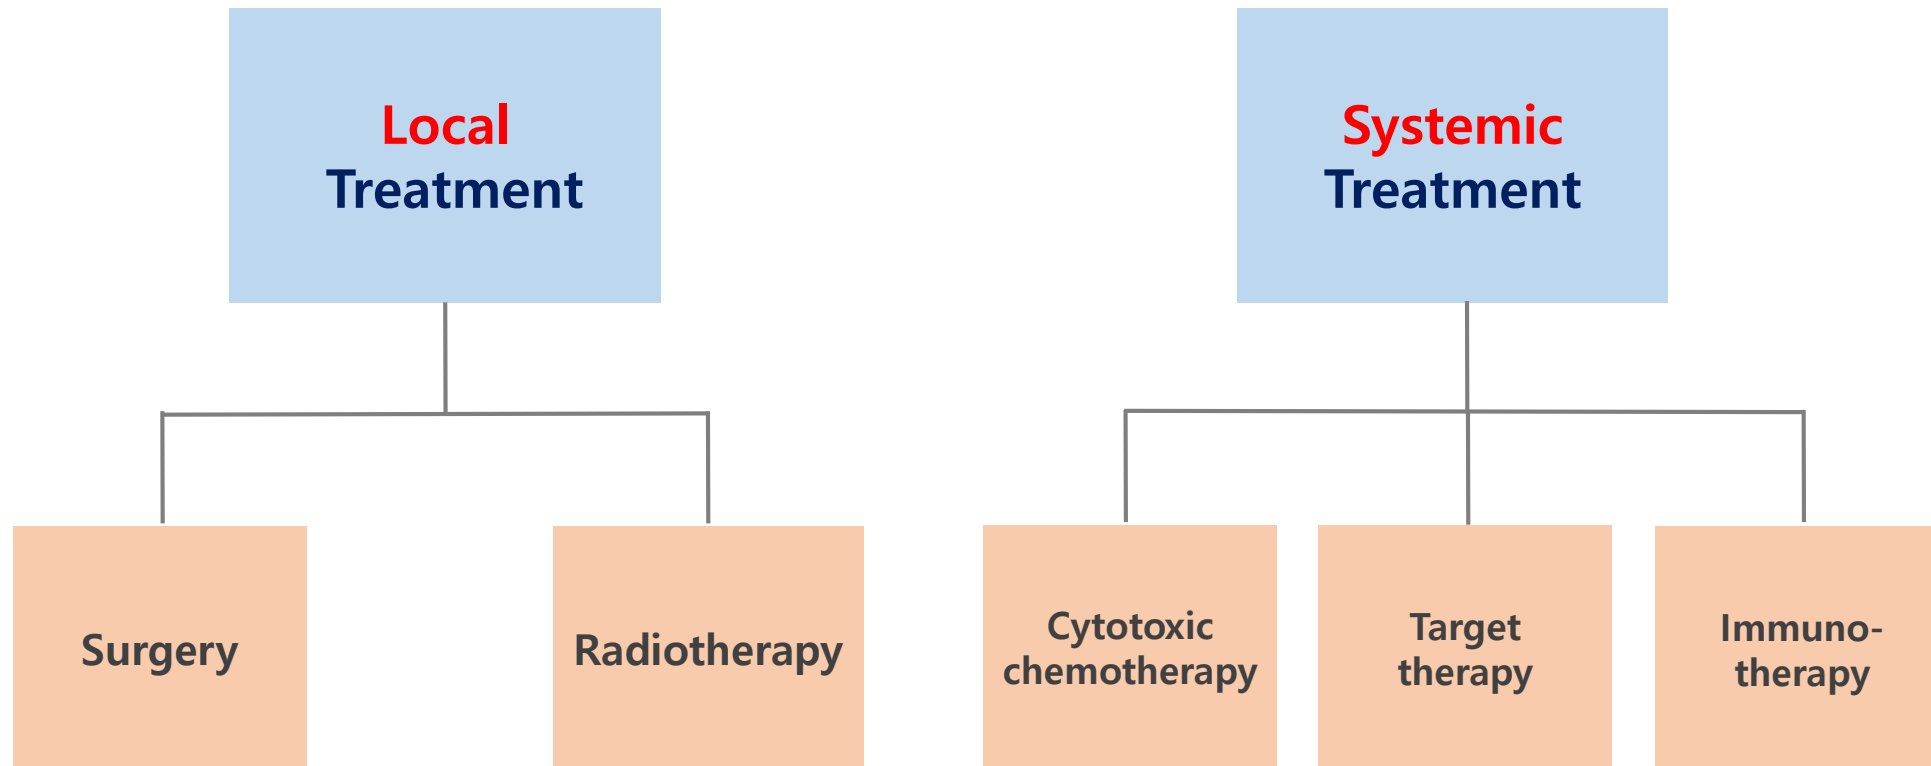 Local
Treatment
Systemic
Treatment
Surgery
Radiotherapy
Cytotoxic
chemotherapy
Target
therapy
Immuno-
therapy